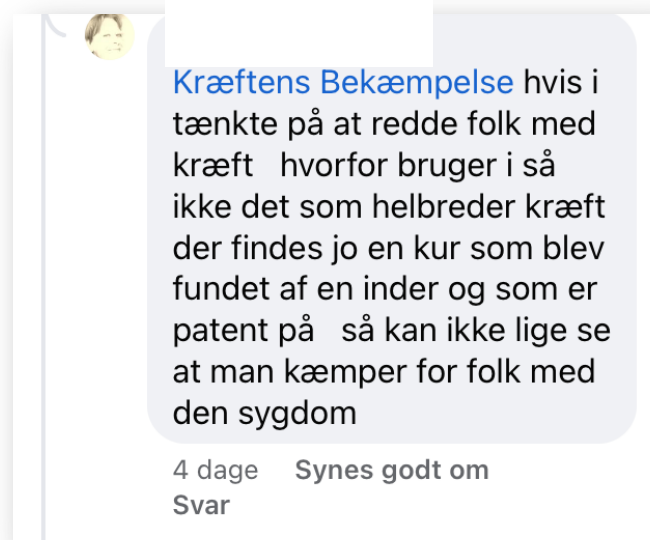 Kræftens Bekæmpelse hvis i
tænkte på at redde folk med
kræft   hvorfor bruger i så
ikke det som helbreder kræft
der findes jo en kur som blev
fundet af en inder og som er
patent på   så kan ikke lige se
at man kæmper for folk med
den sygdom
4 dage   Synes godt om
Svar